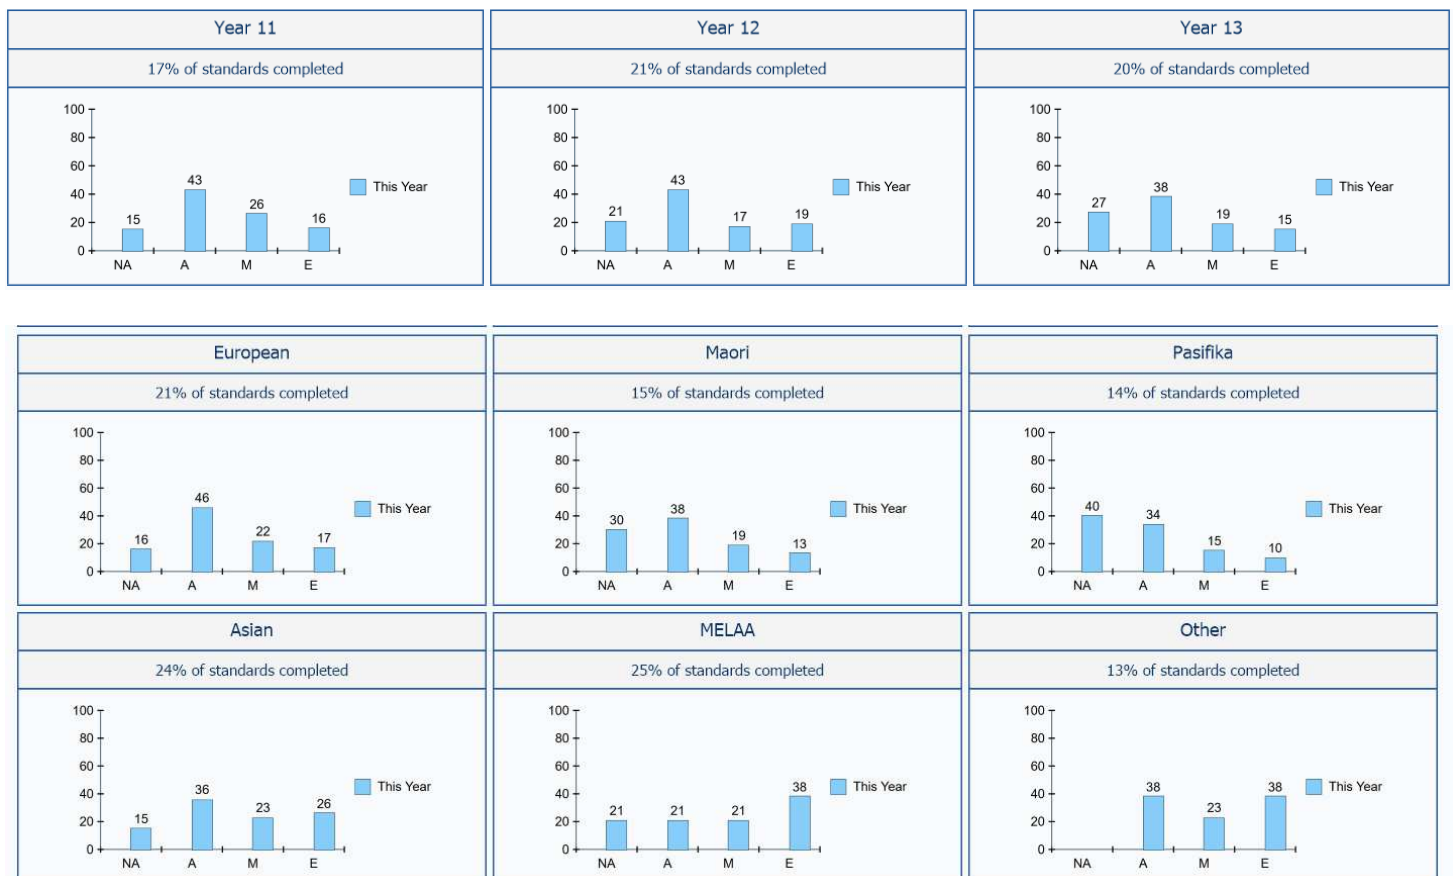 Year 11
17% of standards completed
100
80
60
40
20
0
15
43
26
16
NA A M E
This Year
Year 12
21% of standards completed
100
80
60
40
20
0
21
43
17
19
NA A M E
This Year
Year 13
20% of standards completed
100
80
60
40
20
0
27
38
19
15
NA A M E
This Year
European
21% of standards completed
100
80
60
40
20
0
16
46
22
17
NA A M E
This Year
Maori
15% of standards completed
100
80
60
40
20
0
30
38
19
13
NA A M E
This Year
Pasifika
14% of standards completed
100
80
60
40
20
0
40
34
15
10
NA A M E
This Year
Asian
24% of standards completed
100
80
60
40
20
0
15
36
23
26
NA A M E
This Year
MELAA
25% of standards completed
100
80
60
40
20
0
21
21
21
38
NA A M E
This Year
Other
13% of standards completed
100
80
60
40
20
0
38
23
38
NA A M E
This Year